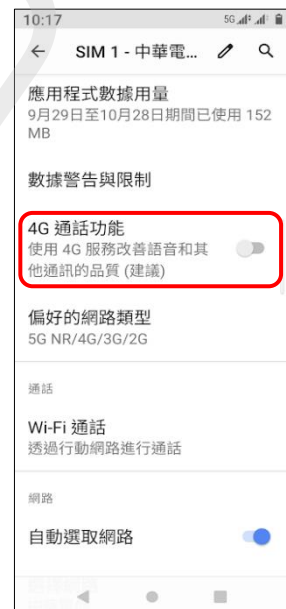 10:17 5G
SIM 1 - 中華電...
應用程式數據用量
9月29日至10月28日期間已使用 152
MB
數據警告與限制
4G 通話功能
使用 4G 服務改善語音和其
他通訊的品質 (建議)
偏好的網路類型
5G NR/4G/3G/2G
通話
Wi-Fi 通話
透過行動網路進行通話
網路
自動選取網路